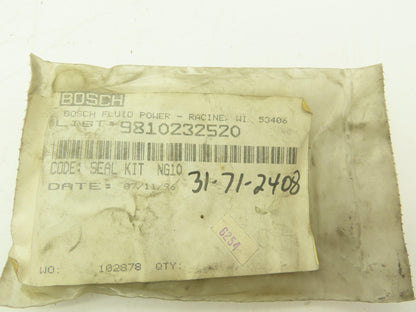 BOSCH
BOSCH FLUID POWER - RACINE, WI 53406
LIST# 9810232520
CODE: SEAL KIT NG10
31-71-2408
DATE: 07/11/96
6254
WO: 102878 QTY: